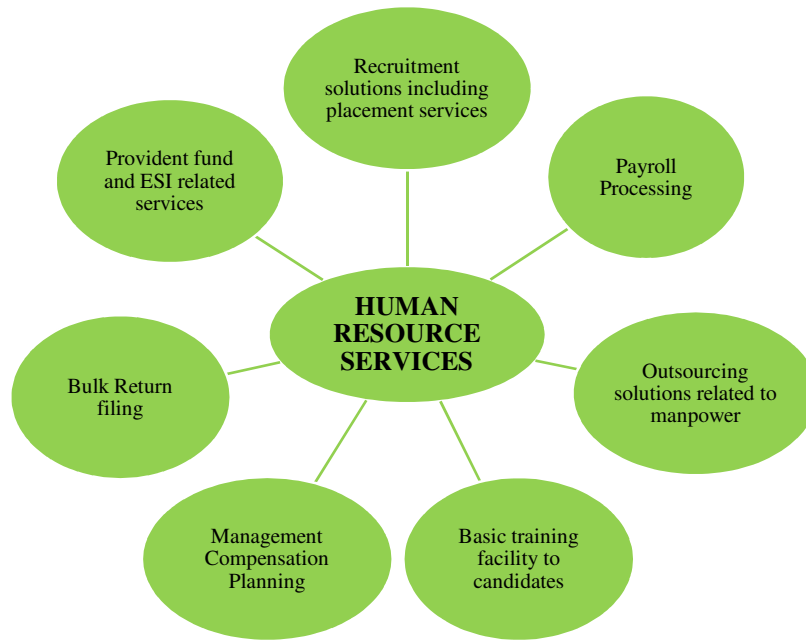 Recruitment
solutions including
placement services
Payroll
Processing
Outsourcing
solutions related to
manpower
Basic training
facility to
candidates
Management
Compensation
Planning
Bulk Return
filing
Provident fund
and ESI related
services
HUMAN
RESOURCE
SERVICES